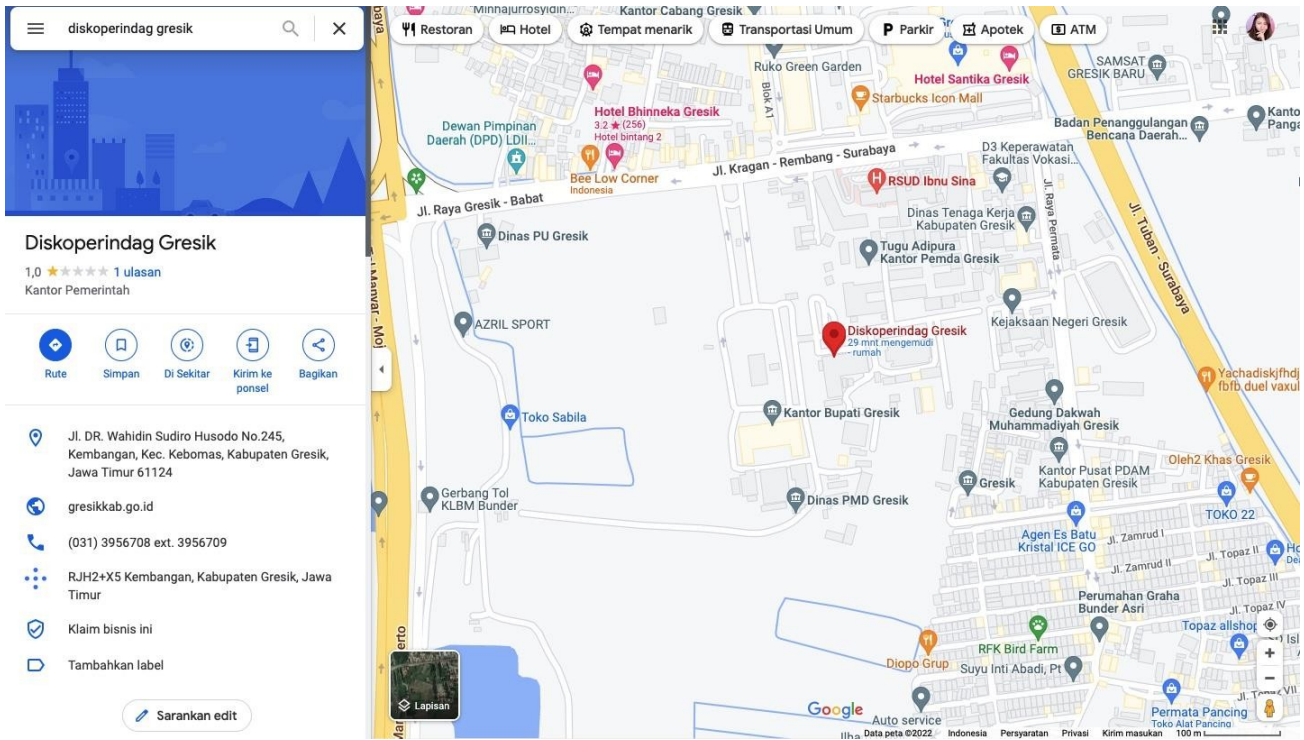 diskoperindag gresik
Diskoperindag Gresik
1,0
1 ulasan
Kantor Pemerintah
Rute
Simpan
Di Sekitar
Kirim ke
ponsel
Bagikan
Jl. DR. Wahidin Sudiro Husodo No.245,
Kembangan, Kec. Kebomas, Kabupaten Gresik,
Jawa Timur 61124
gresikkab.go.id
(031) 3956708 ext. 3956709
RJH2+X5 Kembangan, Kabupaten Gresik, Jawa
Timur
Klaim bisnis ini
Tambahkan label
Sarankan edit
Minhajurrosyidin...
Kantor Cabang Gresik
Restoran
Hotel
Tempat menarik
Transportasi Umum
P Parkir
Apotek
ATM
Ruko Green Garden
Blok A1
Hotel Santika Gresik
SAMSAT
GRESIK BARU
Starbucks Icon Mall
Hotel Bhinneka Gresik
3.2 ★ (256)
Hotel bintang 2
Dewan Pimpinan
Daerah (DPD) LDII...
Badan Penanggulangan
Bencana Daerah...
Bee Low Corner
Indonesia
Jl. Kragan - Rembang - Surabaya
D3 Keperawatan
Fakultas Vokasi...
RSUD Ibnu Sina
Jl. Raya Gresik - Babat
Jl. Raya Permata
Jl. Tuban - Surabaya
Dinas PU Gresik
Dinas Tenaga Kerja
Kabupaten Gresik
Tugu Adipura
Kantor Pemda Gresik
AZRIL SPORT
Kejaksaan Negeri Gresik
Diskoperindag Gresik
29 mnt mengemudi
- rumah
Yachadiskjfhdj
fbfb duel vaxul
Toko Sabila
Kantor Bupati Gresik
Gedung Dakwah
Muhammadiyah Gresik
Oleh2 Khas Gresik
Kantor Pusat PDAM
Kabupaten Gresik
Gresik
Gerbang Tol
KLBM Bunder
Dinas PMD Gresik
TOKO 22
Agen Es Batu
Kristal ICE GO
Jl. Zamrud I
Jl. Zamrud II
Jl. Topaz II
Jl. Topaz III
Jl. Topaz IV
Perumahan Graha
Bunder Asri
Topaz allshop
RFK Bird Farm
Diopo Grup
Suyu Inti Abadi, Pt
Lapisan
Google
Auto service
Permata Pancing
Toko Alat Pancing
Data peta ©2022
Indonesia
Persyaratan
Privasi
Kirim masukan
100 m